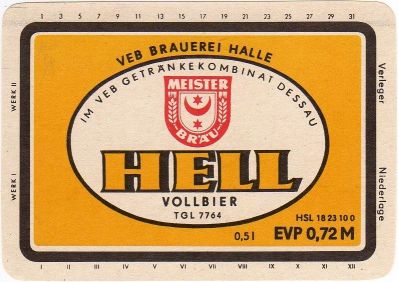 1 3 5 7 9 11 13 15 17 19 21 23 25 27 29 31
VEB BRAUEREI HALLE
IM VEB GETRÄNKEKOMBINAT DESSAU
MEISTER
BRÄU
HELL
VOLLBIER
TGL 7764
HSL 18 23 10 0
0,5 l EVP 0,72 M
WERK II
WERK I
Verleger
Niederlage
I II III IV V VI VII VIII IX X XI XII